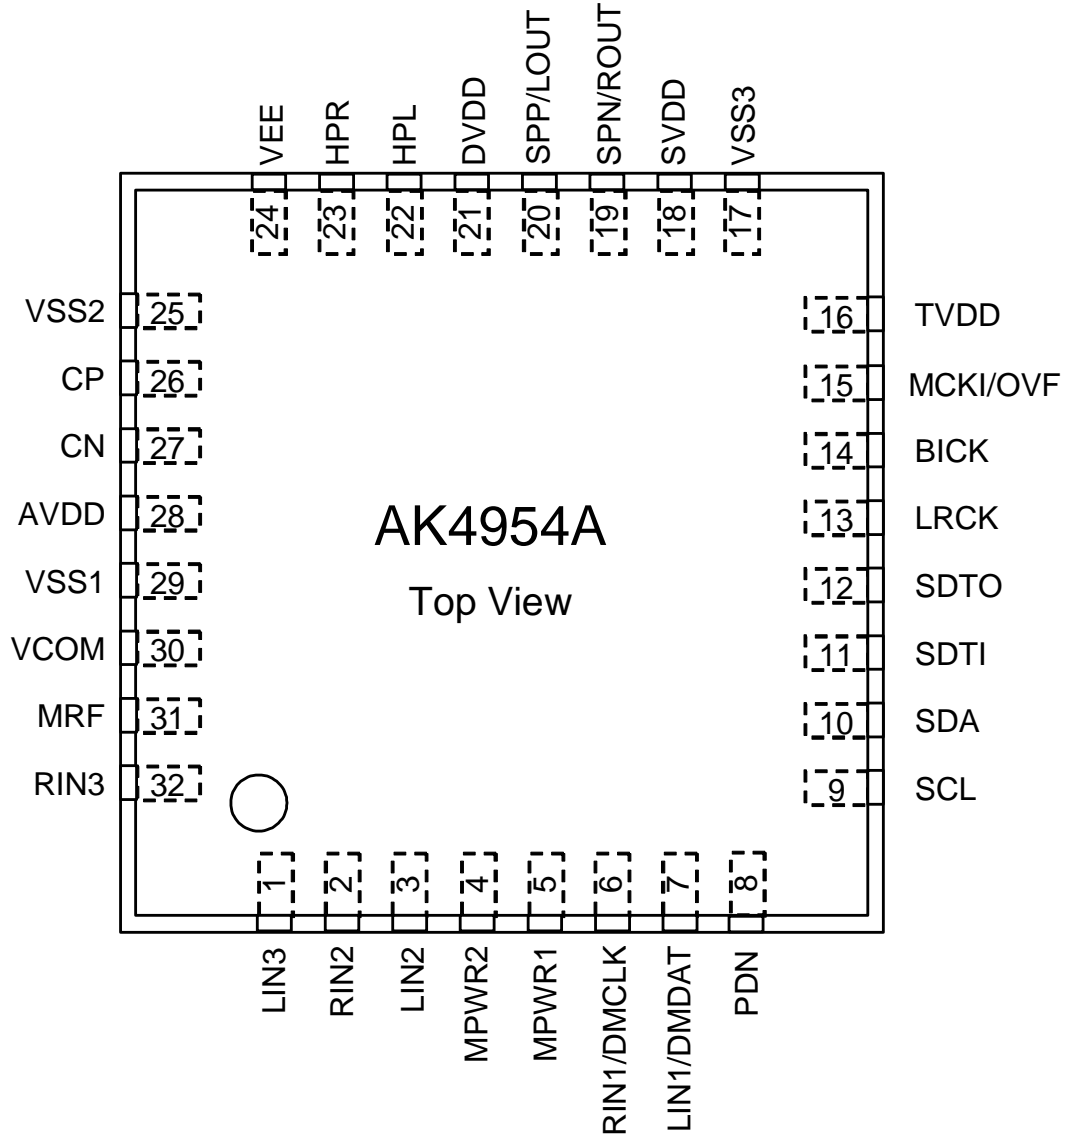 VEE
HPR
HPL
DVDD
SPP/LOUT
SPN/ROUT
SVDD
VSS3
24
23
22
21
20
19
18
17
VSS2 25
CP 26
CN 27
AVDD 28
VSS1 29
VCOM 30
MRF 31
RIN3 32
16 TVDD
15 MCKI/OVF
14 BICK
13 LRCK
12 SDTO
11 SDTI
10 SDA
9 SCL
AK4954A
Top View
1
2
3
4
5
6
7
8
LIN3
RIN2
LIN2
MPWR2
MPWR1
RIN1/DMCLK
LIN1/DMDAT
PDN